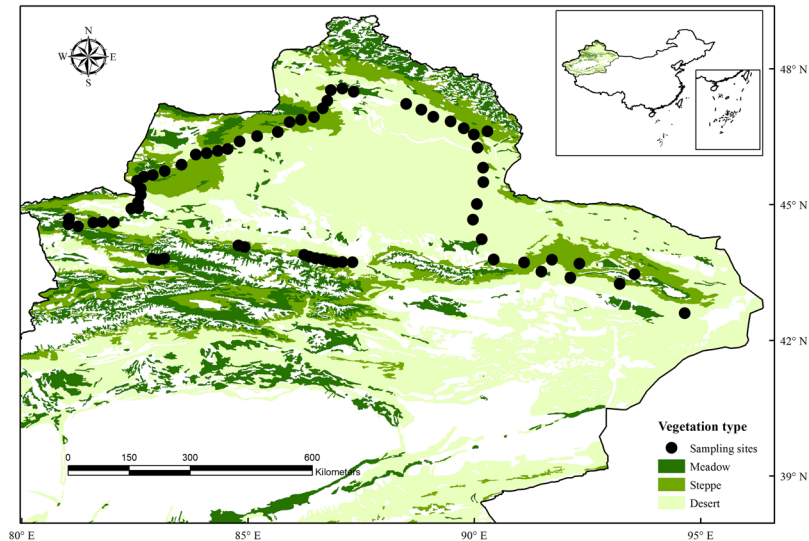 N
W E
S
48° N
45° N
42° N
39° N
Vegetation type
Sampling sites
Meadow
Steppe
Desert
0 150 300 600
Kilometers
80° E 85° E 90° E 95° E